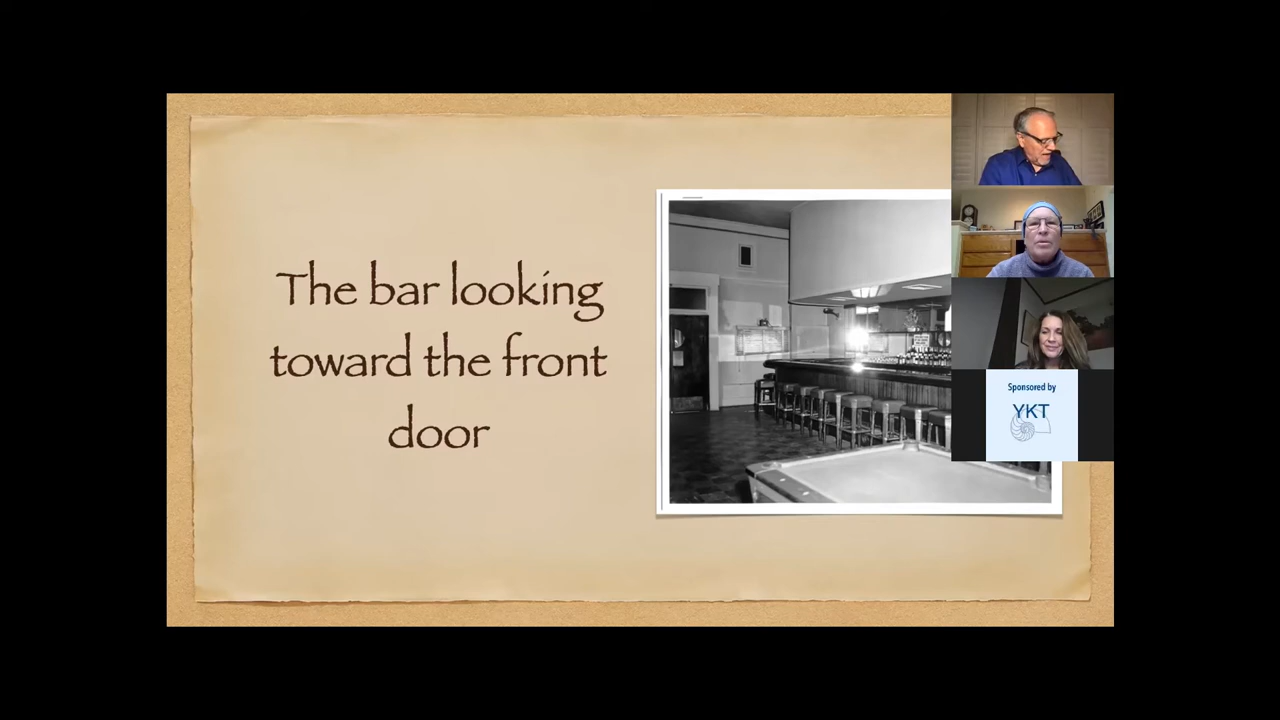 The bar looking
toward the front
door
Sponsored by
YKT